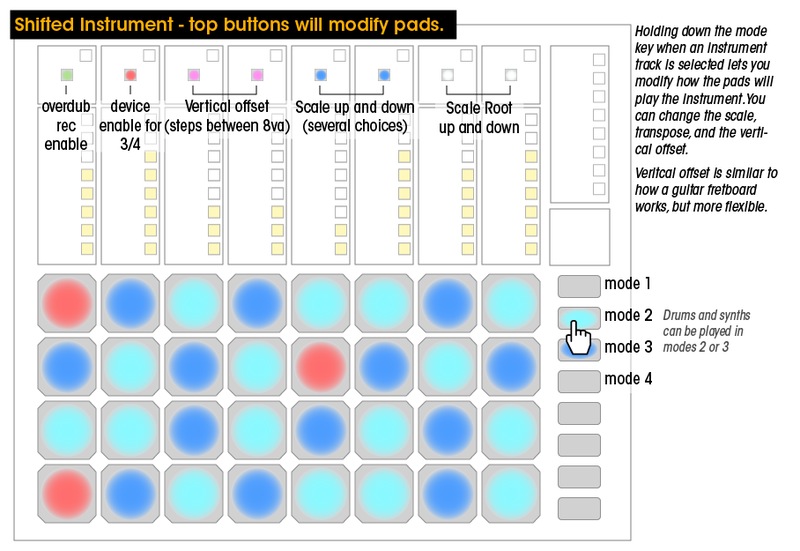 Shifted Instrument - top buttons will modify pads.
overdub
rec
enable
device
enable for
3/4
Vertical offset
(steps between 8va)
Scale up and down
(several choices)
Scale Root
up and down
Holding down the mode
key when an instrument
track is selected lets you
modify how the pads will
play the instrument. You
can change the scale,
transpose, and the verti-
cal offset.
Veritcal offset is similar to
how a guitar fretboard
works, but more flexible.
mode 1
mode 2
mode 3
mode 4
Drums and synths
can be played in
modes 2 or 3